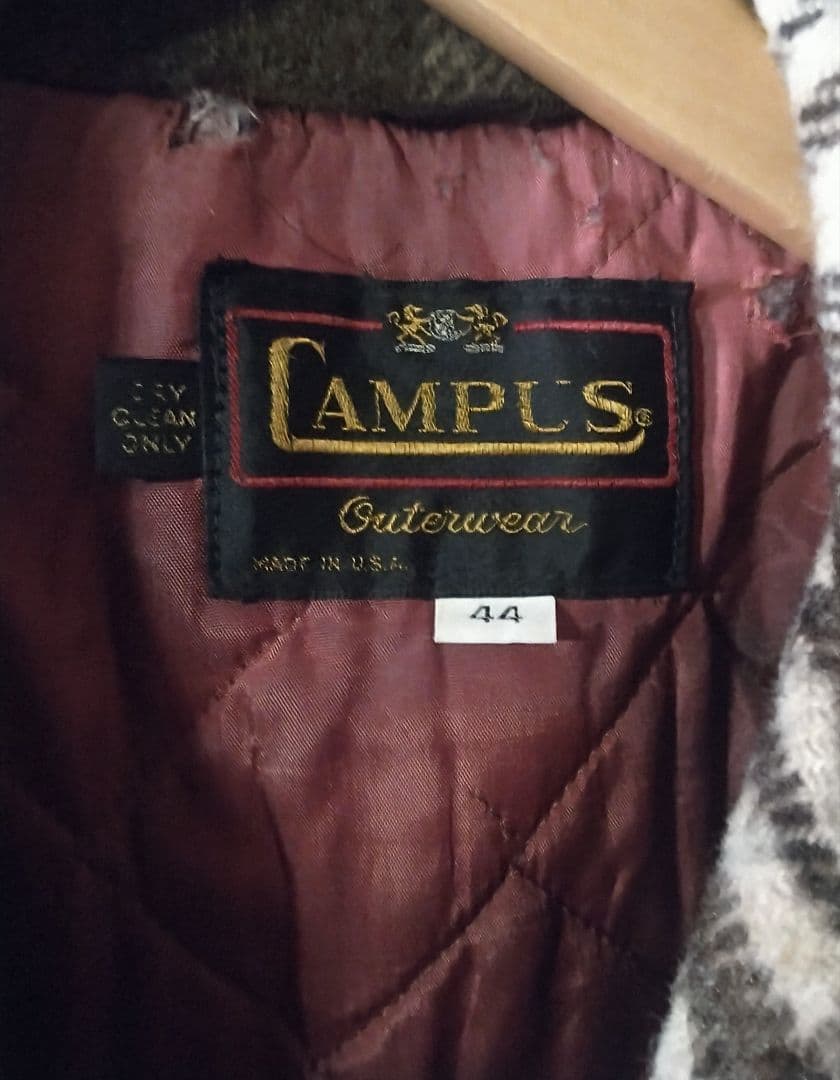 CAMPUS®
Outerwear
MADE IN U.S.A.
DRY
CLEAN
ONLY
44